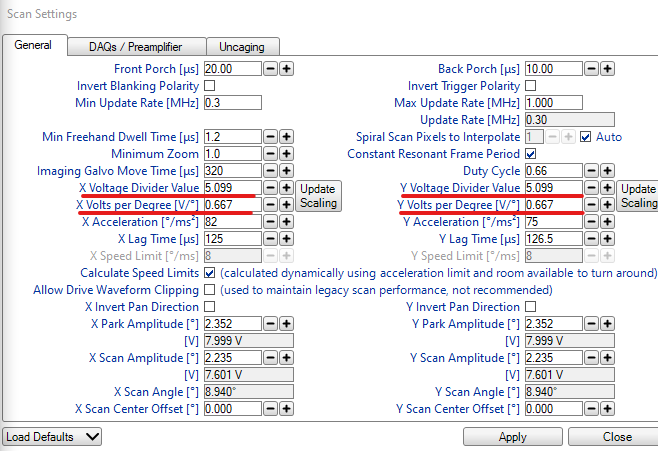 Scan Settings
General DAQs / Preamplifier Uncaging
Front Porch [µs] 20.00 Back Porch [µs] 10.00
Invert Blanking Polarity Invert Trigger Polarity
Min Update Rate [MHz] 0.3 Max Update Rate [MHz] 1.000
Update Rate [MHz] 0.30
Min Freehand Dwell Time [µs] 1.2 Spiral Scan Pixels to Interpolate 1 Auto
Minimum Zoom 1.0 Constant Resonant Frame Period
Imaging Galvo Move Time [µs] 320 Duty Cycle 0.66
X Voltage Divider Value 5.099 Update Scaling Y Voltage Divider Value 5.099 Update Scaling
X Volts per Degree [V/°] 0.667 Y Volts per Degree [V/°] 0.667
X Acceleration [°/ms²] 82 Y Acceleration [°/ms²] 75
X Lag Time [µs] 125 Y Lag Time [µs] 126.5
X Speed Limit [°/ms] 8 Y Speed Limit [°/ms] 8
Calculate Speed Limits (calculated dynamically using acceleration limit and room available to turn around)
Allow Drive Waveform Clipping (used to maintain legacy scan performance, not recommended)
X Invert Pan Direction Y Invert Pan Direction
X Park Amplitude [°] 2.352 Y Park Amplitude [°] 2.352
[V] 7.999 V [V] 7.999 V
X Scan Amplitude [°] 2.235 Y Scan Amplitude [°] 2.235
[V] 7.601 V [V] 7.601 V
X Scan Angle [°] 8.940° Y Scan Angle [°] 8.940°
X Scan Center Offset [°] 0.000 Y Scan Center Offset [°] 0.000
Load Defaults Apply Close